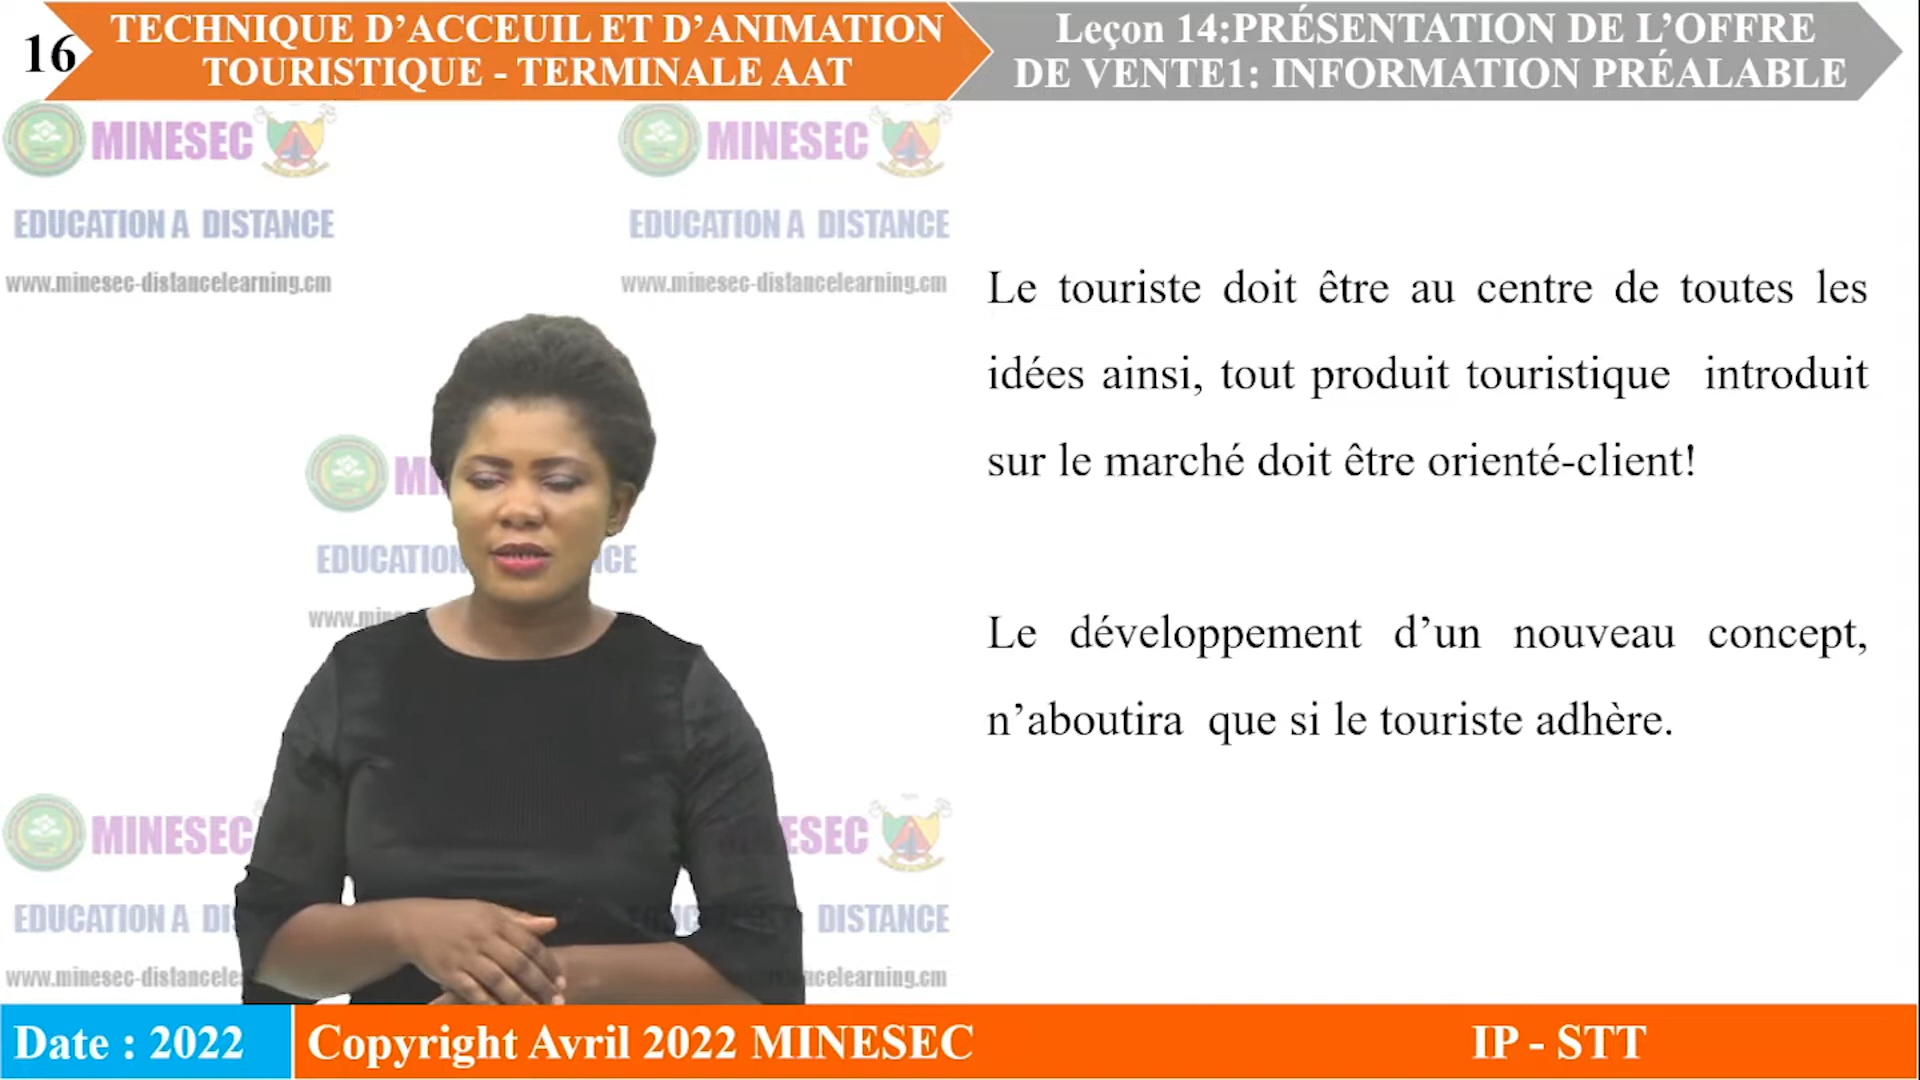 16
TECHNIQUE D’ACCEUIL ET D’ANIMATION
TOURISTIQUE - TERMINALE AAT
Leçon 14:PRÉSENTATION DE L’OFFRE
DE VENTE1: INFORMATION PRÉALABLE
MINESEC
EDUCATION A DISTANCE
www.minesec-distancelearning.cm
MINESEC
EDUCATION A DISTANCE
www.minesec-distancelearning.cm
Le touriste doit être au centre de toutes les
idées ainsi, tout produit touristique introduit
sur le marché doit être orienté-client!
Le développement d’un nouveau concept,
n’aboutira que si le touriste adhère.
MINESEC
DISTANCE
Date : 2022
Copyright Avril 2022 MINESEC
IP - STT